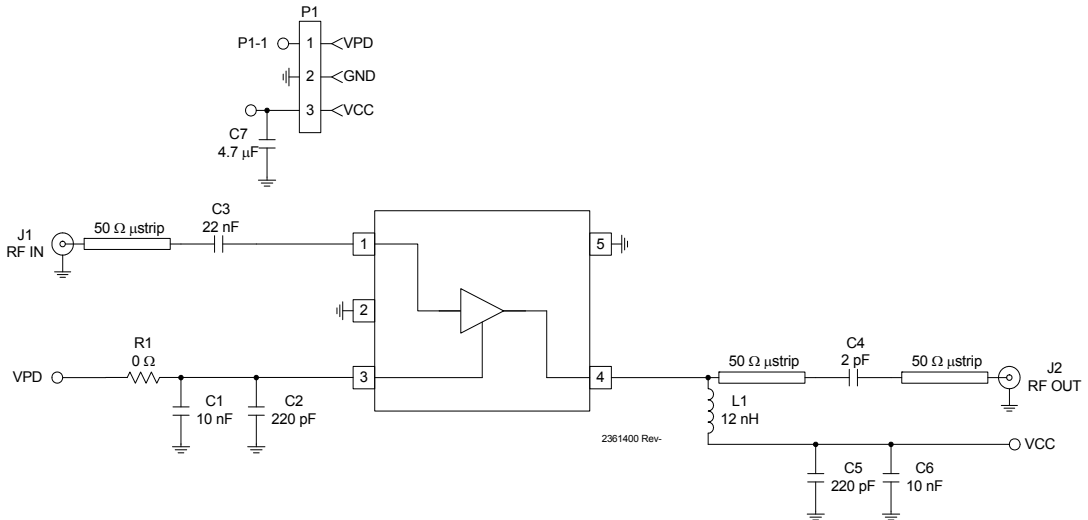 P1
P1-1
1
VPD
2
GND
3
VCC
C7
4.7 µF
J1
RF IN
50 Ω µstrip
C3
22 nF
1
5
2
R1
0 Ω
VPD
3
4
C1
10 nF
C2
220 pF
50 Ω µstrip
C4
2 pF
50 Ω µstrip
J2
RF OUT
L1
12 nH
2361400 Rev-
VCC
C5
220 pF
C6
10 nF